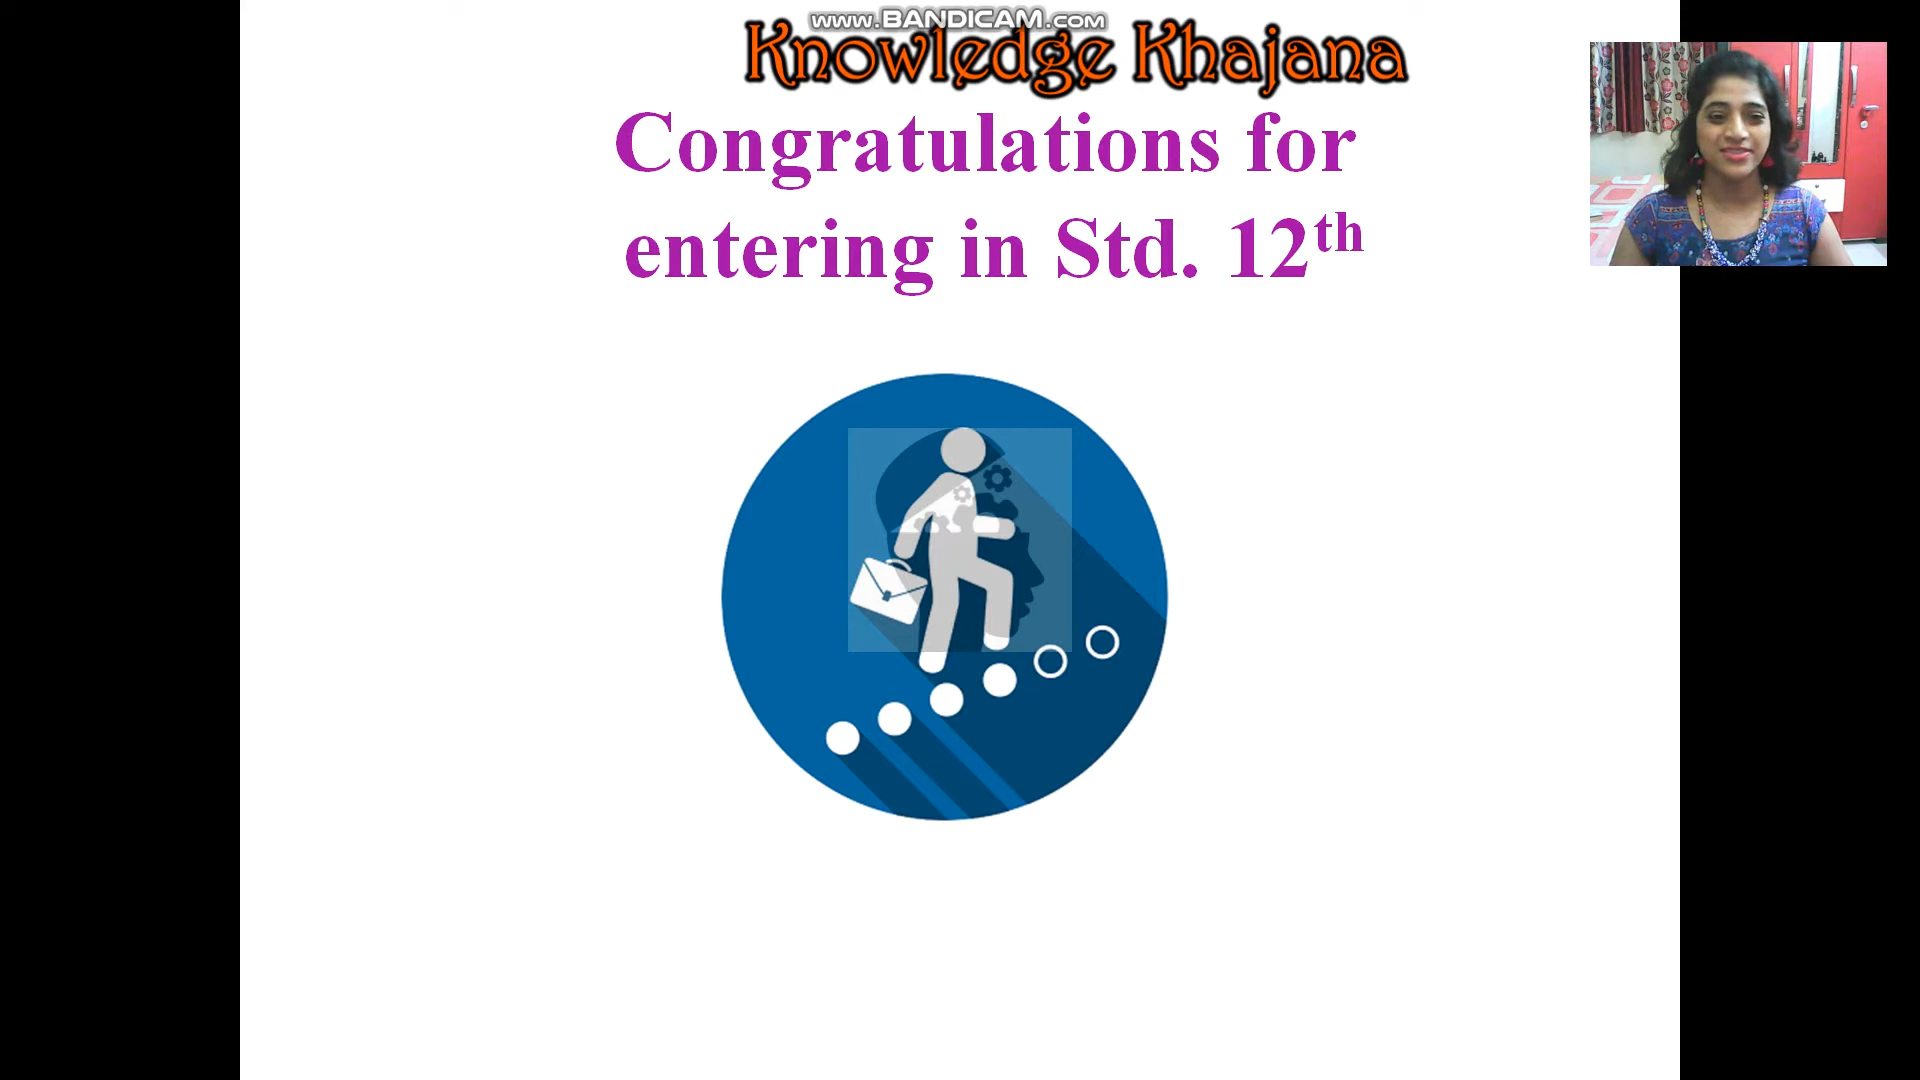 www.BANDICAM.com
Knowledge Khajana
Congratulations for
entering in Std. 12th